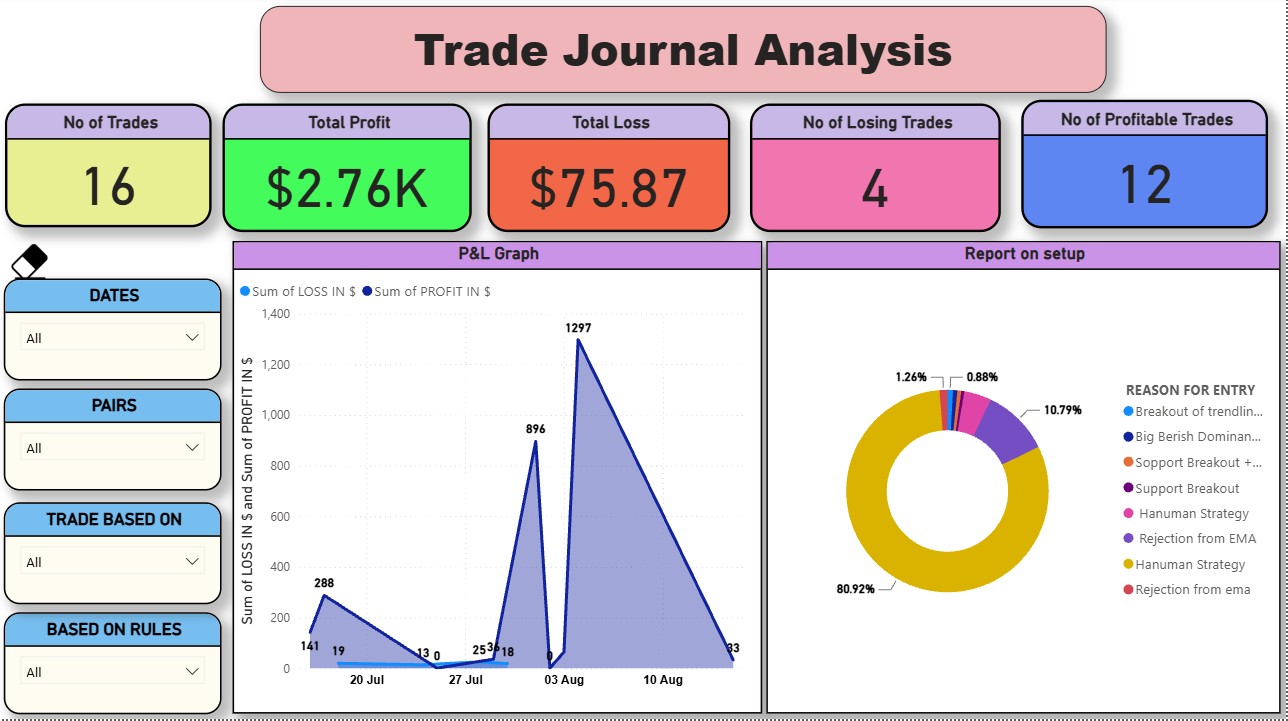 Trade Journal Analysis
No of Trades
16
Total Profit
$2.76K
Total Loss
$75.87
No of Losing Trades
4
No of Profitable Trades
12
DATES
All
PAIRS
All
TRADE BASED ON
All
BASED ON RULES
All
P&L Graph
Sum of LOSS IN $ Sum of PROFIT IN $
Sum of LOSS IN $ and Sum of PROFIT IN $
1,400
1,200
1,000
800
600
400
200
0
141
288
19
13
0
25
36
18
896
0
1297
33
20 Jul
27 Jul
03 Aug
10 Aug
Report on setup
1.26%
0.88%
10.79%
80.92%
REASON FOR ENTRY
Breakout of trendlin...
Big Berish Dominan...
Support Breakout +...
Support Breakout
Hanuman Strategy
Rejection from EMA
Hanuman Strategy
Rejection from ema